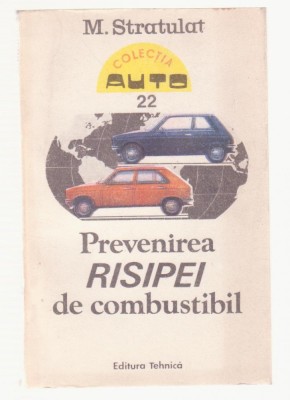 M. Stratulat
COLECȚIA
AUTO
22
Prevenirea
RISIPEI
de combustibil
Editura Tehnică